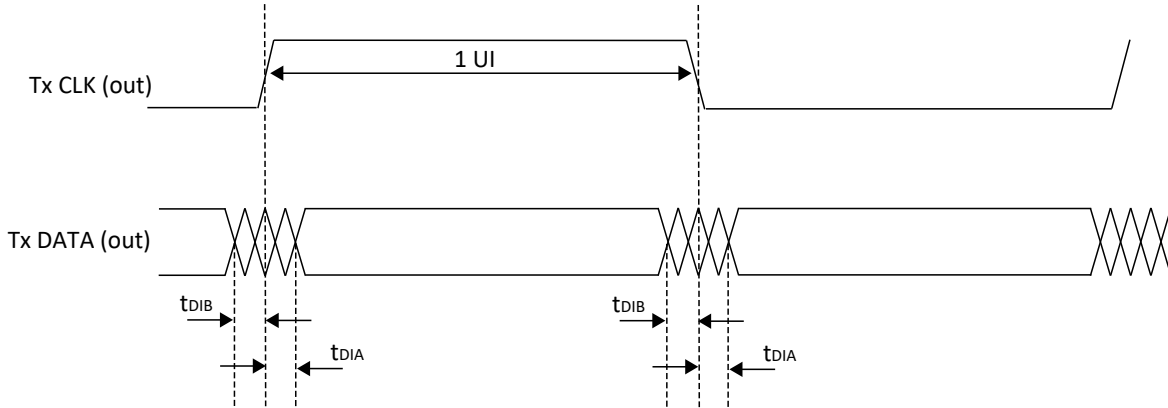 1 UI
Tx CLK (out)
Tx DATA (out)
tDIB
tDIB
tDIA
tDIA